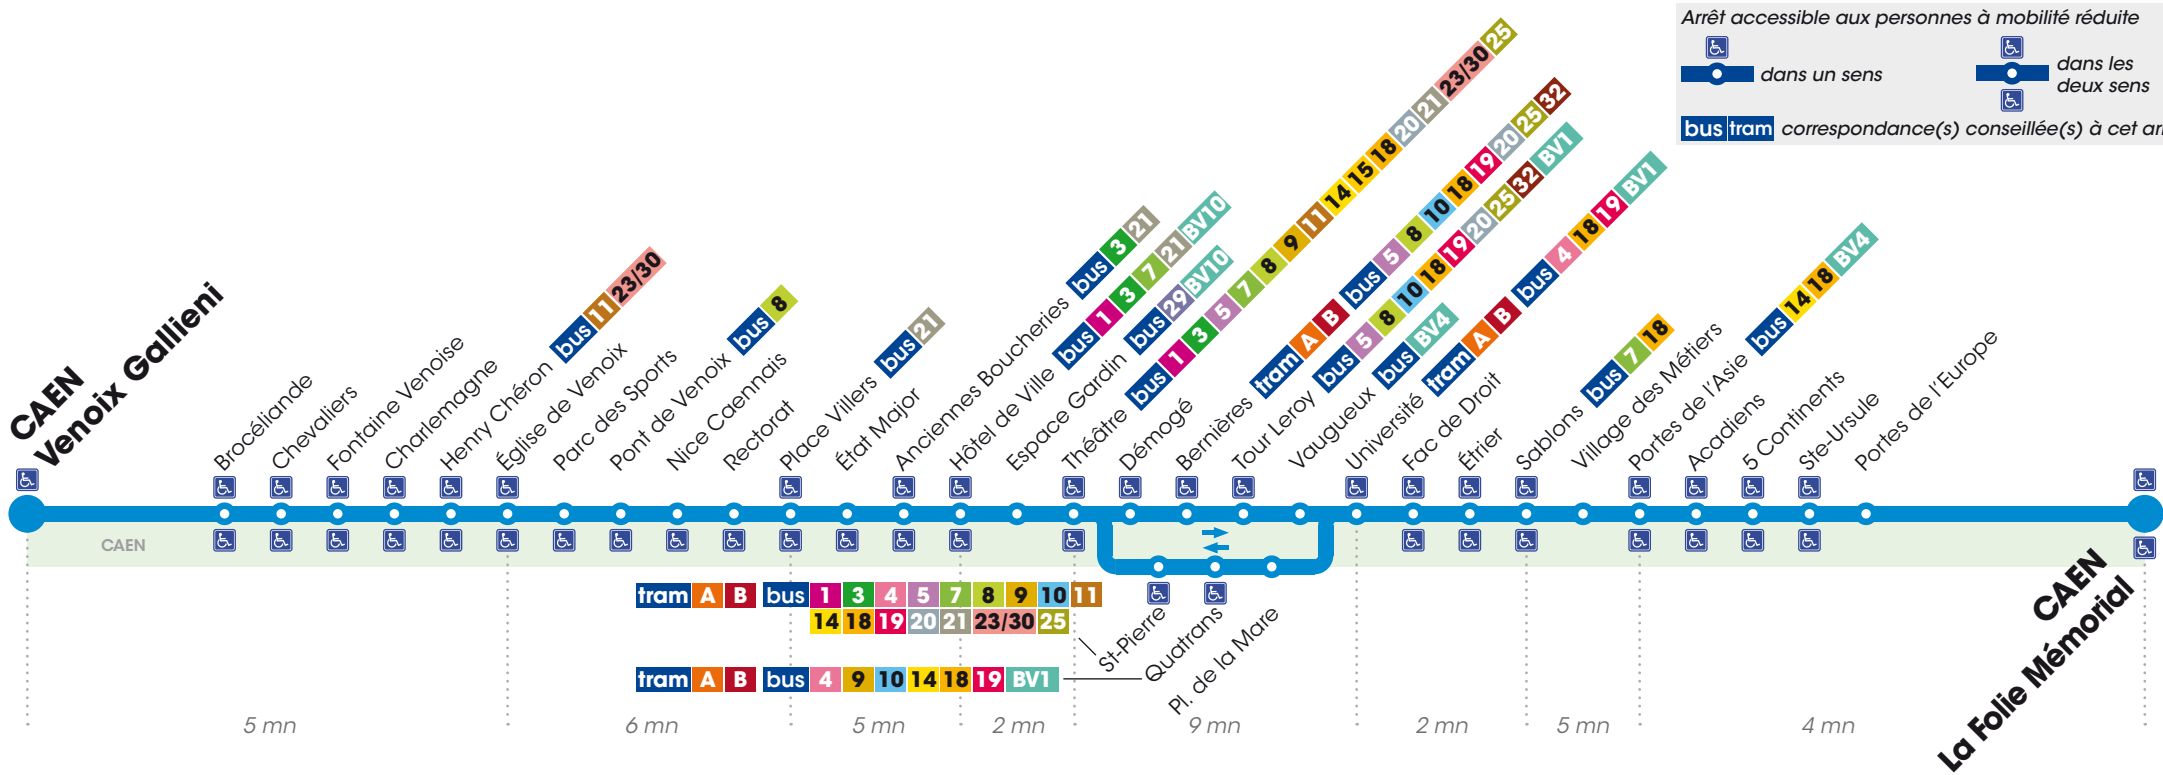 Arrêt accessible aux personnes à mobilité réduite
dans un sens
dans les
deux sens
bus tram correspondance(s) conseillée(s) à cet
CAEN
Venoix Gallieni
Brocéliande
Chevaliers
Fontaine Venoise
Charlemagne
Henry Chéron bus 11 23/30
Église de Venoix
Parc des Sports
Pont de Venoix bus 8
Nice Caennais
Rectorat
Place Villers bus 21
État Major
Anciennes Boucheries bus 3 21
Hôtel de Ville bus 1 3 7 21 BV10
Espace Gardin bus 29 BV10
Théâtre bus 1 3 5 7 8 9 11 14 15 18 20 21 23/30 25
Démogé
Bernières tram A B bus 5 8 10 18 19 20 25 32
Tour Leroy bus 5 8 10 18 19 20 25 32 BV1
Vaugueux bus BV4
Université tram A B bus 4 18 19 BV1
Fac de Droit
Étrier
Sablons bus 7 18
Village des Métiers
Portes de l'Asie bus 14 18 BV4
Acadiens
5 Continents
Ste-Ursule
Portes de l'Europe
CAEN
CAEN
La Folie Mémorial
tram A B bus 1 3 4 5 7 8 9 10 11
14 18 19 20 21 23/30 25
St-Pierre
tram A B bus 4 9 10 14 18 19 BV1
Quatrans
Pl. de la Mare
5 mn
6 mn
5 mn
2 mn
9 mn
2 mn
5 mn
4 mn